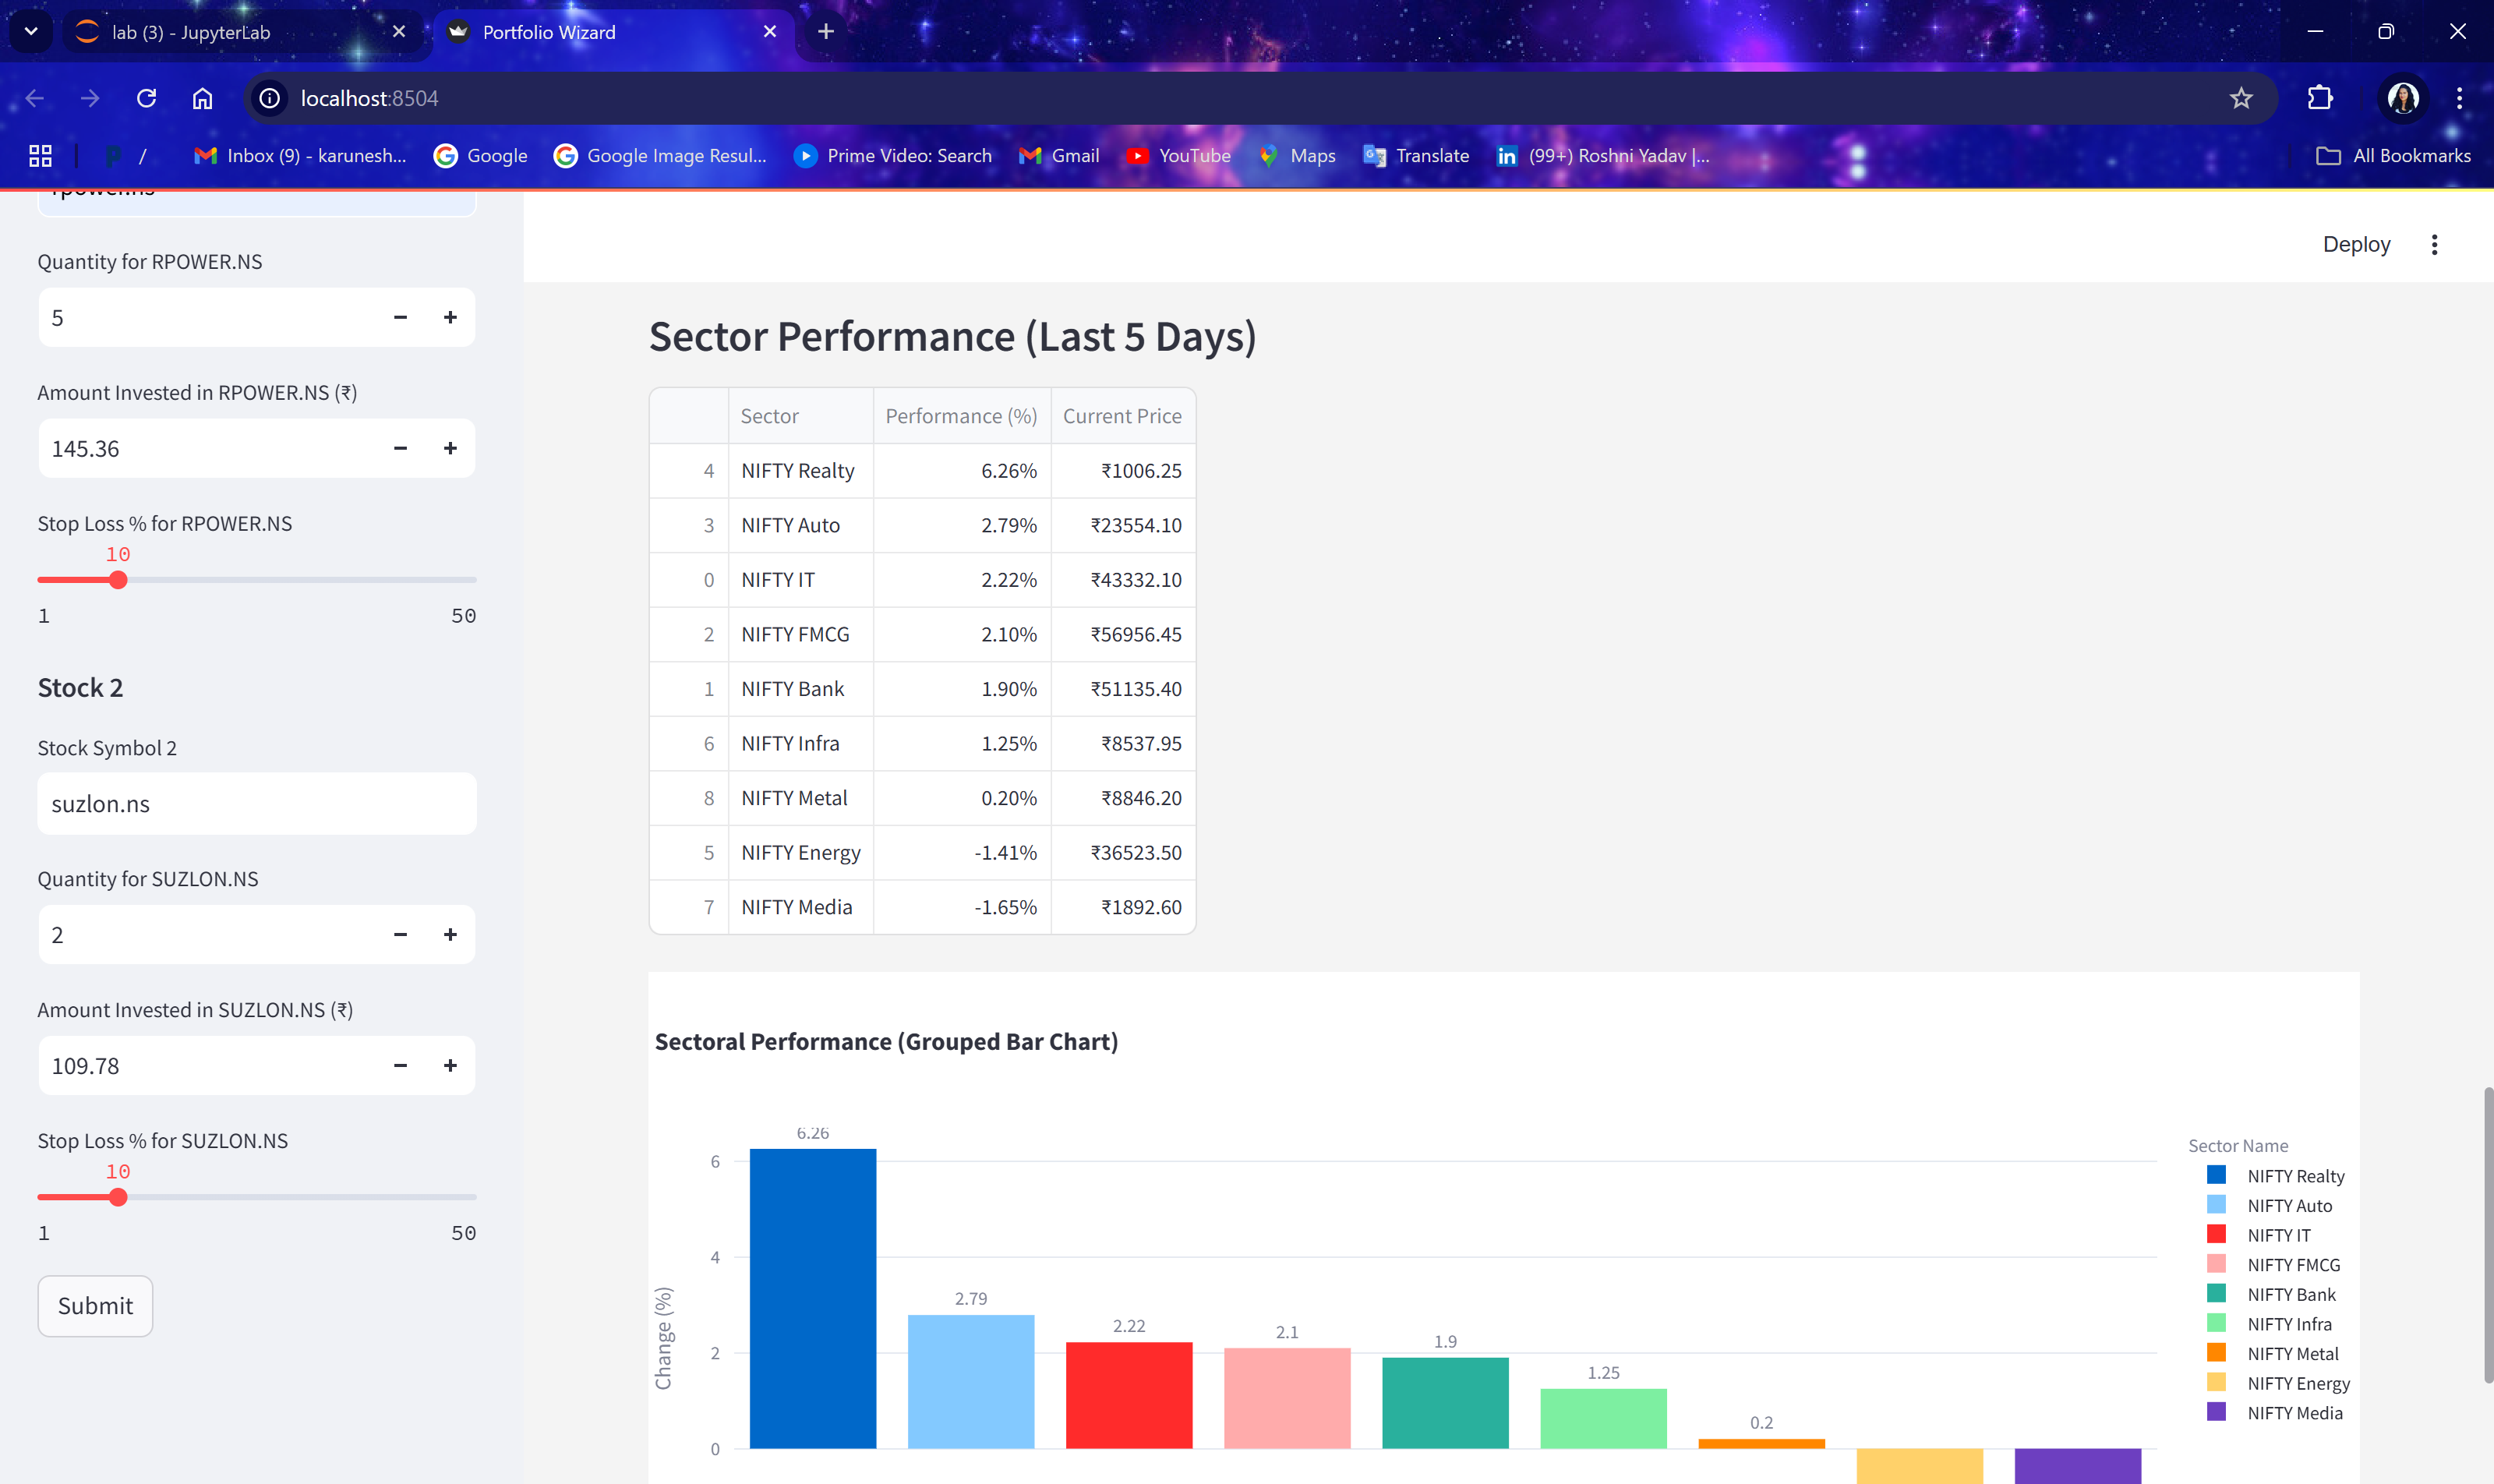 lab (3) - JupyterLab
Portfolio Wizard
localhost:8504
/
Inbox (9) - karunesh...
Google
Google Image Resul...
Prime Video: Search
Gmail
YouTube
Maps
Translate
(99+) Roshni Yadav |...
All Bookmarks
rpower.ns
Quantity for RPOWER.NS
5
Amount Invested in RPOWER.NS (₹)
145.36
Stop Loss % for RPOWER.NS
10
1 50
Stock 2
Stock Symbol 2
suzlon.ns
Quantity for SUZLON.NS
2
Amount Invested in SUZLON.NS (₹)
109.78
Stop Loss % for SUZLON.NS
10
1 50
Submit
Deploy
Sector Performance (Last 5 Days)
Sector Performance (%) Current Price
4 NIFTY Realty 6.26% ₹1006.25
3 NIFTY Auto 2.79% ₹23554.10
0 NIFTY IT 2.22% ₹43332.10
2 NIFTY FMCG 2.10% ₹56956.45
1 NIFTY Bank 1.90% ₹51135.40
6 NIFTY Infra 1.25% ₹8537.95
8 NIFTY Metal 0.20% ₹8846.20
5 NIFTY Energy -1.41% ₹36523.50
7 NIFTY Media -1.65% ₹1892.60
Sectoral Performance (Grouped Bar Chart)
Change (%)
6
4
2
0
6.26
2.79
2.22
2.1
1.9
1.25
0.2
Sector Name
NIFTY Realty
NIFTY Auto
NIFTY IT
NIFTY FMCG
NIFTY Bank
NIFTY Infra
NIFTY Metal
NIFTY Energy
NIFTY Media